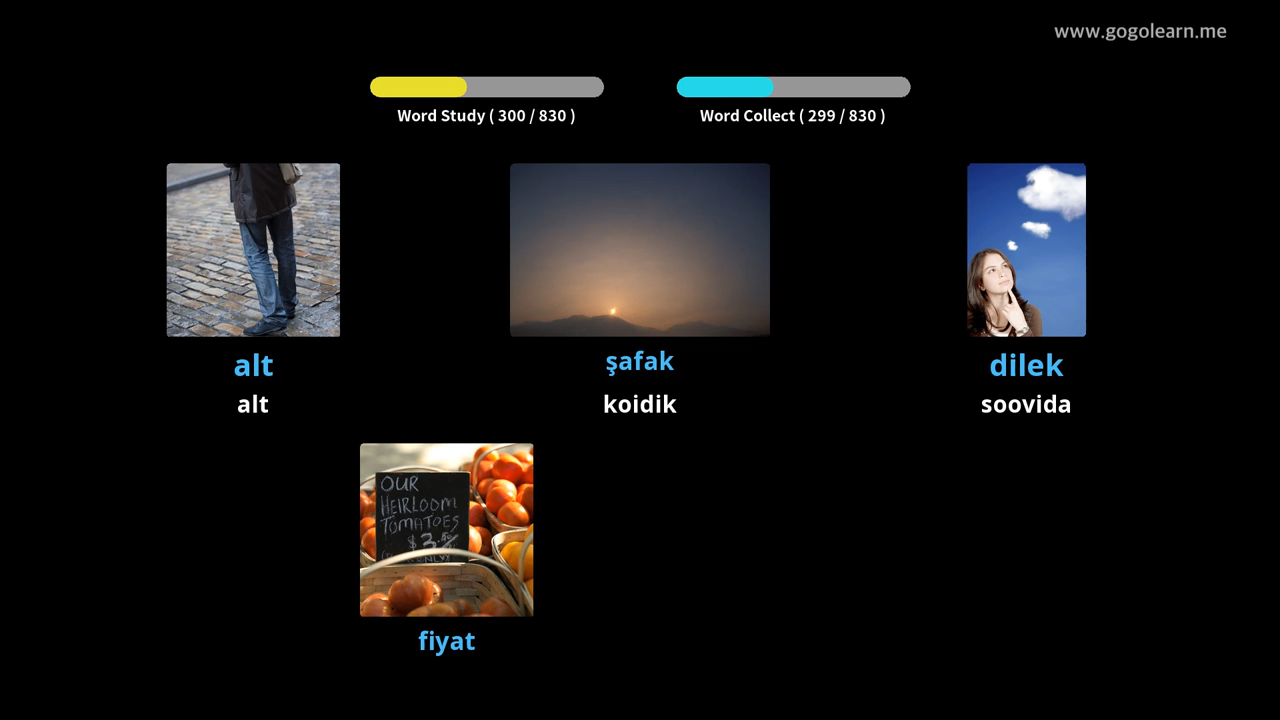 www.gogolearn.me
Word Study ( 300 / 830 )
Word Collect ( 299 / 830 )
alt
alt
şafak
koidik
dilek
soovida
OUR
HEIRLOOM
TOMATOES
fiyat